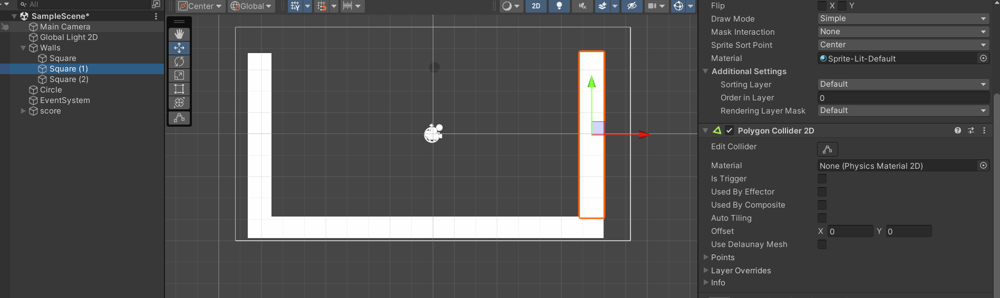 All
SampleScene*
Main Camera
Global Light 2D
Walls
Square
Square (1)
Square (2)
Circle
EventSystem
score
Center
Global
2D
Flip X Y
Draw Mode Simple
Mask Interaction None
Sprite Sort Point Center
Material Sprite-Lit-Default
Additional Settings
Sorting Layer Default
Order in Layer 0
Rendering Layer Mask Default
Polygon Collider 2D
Edit Collider
Material None (Physics Material 2D)
Is Trigger
Used By Effector
Used By Composite
Auto Tiling
Offset X 0 Y 0
Use Delaunay Mesh
Points
Layer Overrides
Info